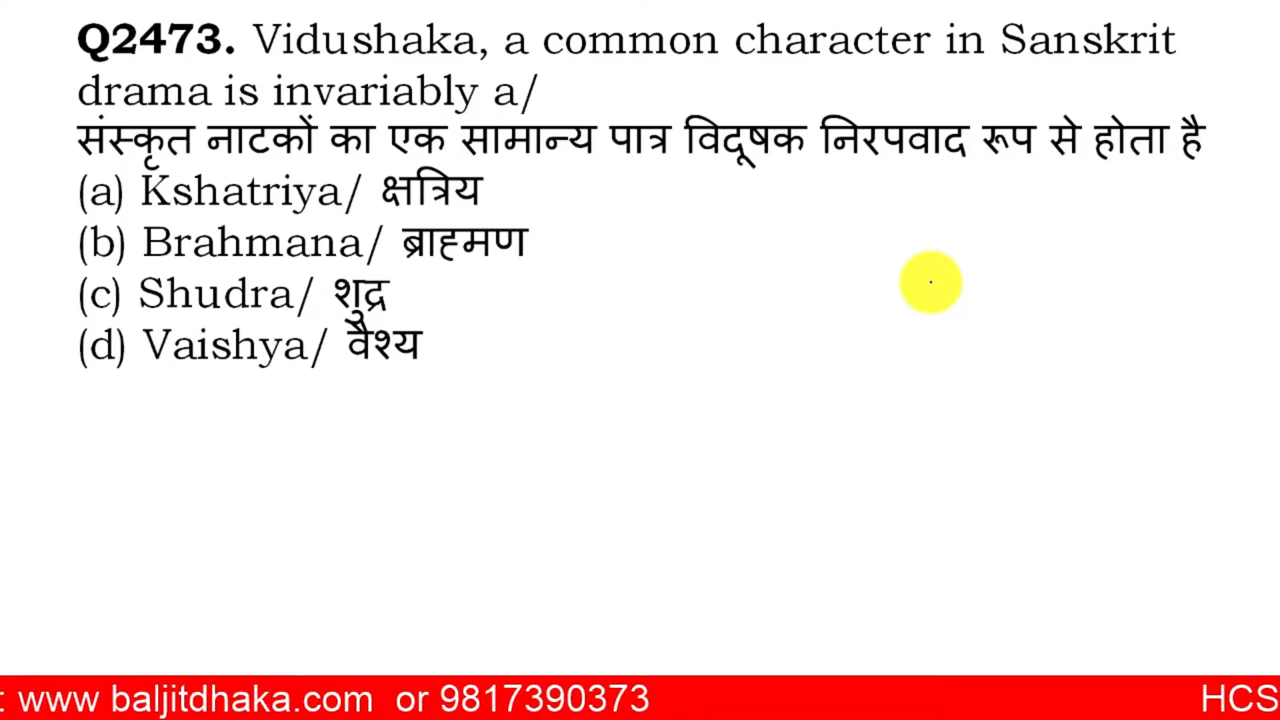 Q2473. Vidushaka, a common character in Sanskrit
drama is invariably a/
संस्कृत नाटकों का एक सामान्य पात्र विदूषक निरपवाद रूप से होता है
(a) Kshatriya/ क्षत्रिय
(b) Brahmana/ ब्राह्मण
(c) Shudra/ शुद्र
(d) Vaishya/ वैश्य
: www baljitdhaka.com or 9817390373 HCS